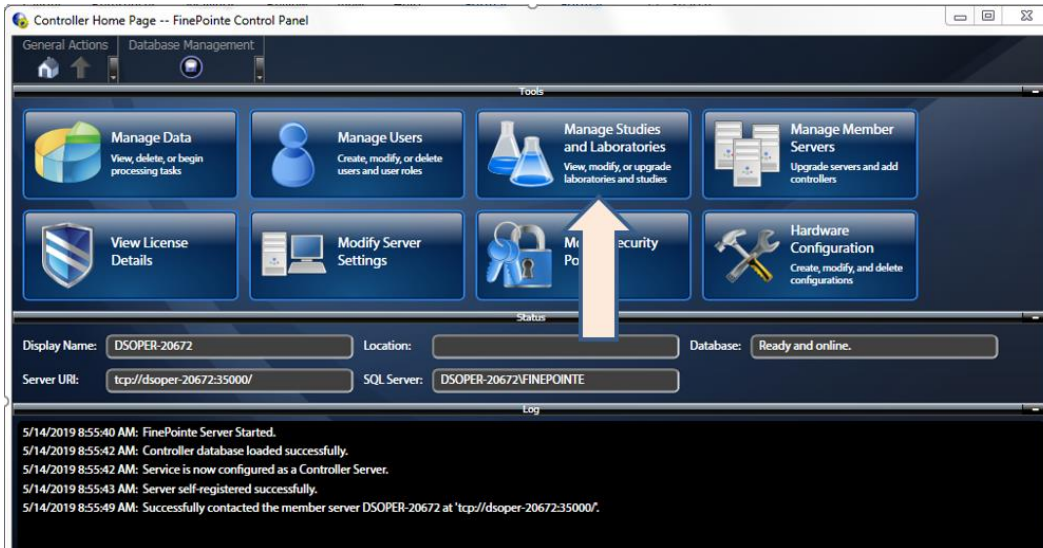 Controller Home Page -- FinePointe Control Panel
General Actions
Database Management
Tools
Manage Data
View, delete, or begin
processing tasks
Manage Users
Create, modify, or delete
users and user roles
Manage Studies
and Laboratories
View, modify, or upgrade
laboratories and studies
Manage Member
Servers
Upgrade servers and add
controllers
View License
Details
Modify Server
Settings
Hardware
Configuration
Create, modify, and delete
configurations
Status
Display Name: DSOPER-20672 Location: Database: Ready and online.
Server URI: tcp://dsoper-20672:35000/ SQL Server: DSOPER-20672\FINEPOINTE
Log
5/14/2019 8:55:40 AM: FinePointe Server Started.
5/14/2019 8:55:42 AM: Controller database loaded successfully.
5/14/2019 8:55:42 AM: Service is now configured as a Controller Server.
5/14/2019 8:55:43 AM: Server self-registered successfully.
5/14/2019 8:55:49 AM: Successfully contacted the member server DSOPER-20672 at 'tcp://dsoper-20672:35000/'.